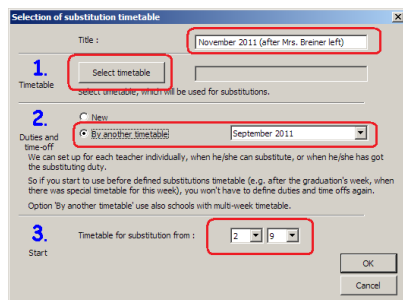 Selection of substitution timetable
Title :
November 2011 (after Mrs. Breiner left)
1.
Timetable
Select timetable
Select timetable, which will be used for substitutions.
2.
Duties and
time-off
New
By another timetable
September 2011
We can set up for each teacher individually, when he/she can substitute, or when he/she has got
the substituting duty.
So if you start to use before defined substitutions timetable (e.g. after the graduation's week, when
there was special timetable for this week), you won't have to define duties and time offs again.
Option 'By another timetable' use also schools with multi-week timetable.
3.
Start
Timetable for substitution from :
2 9
OK
Cancel